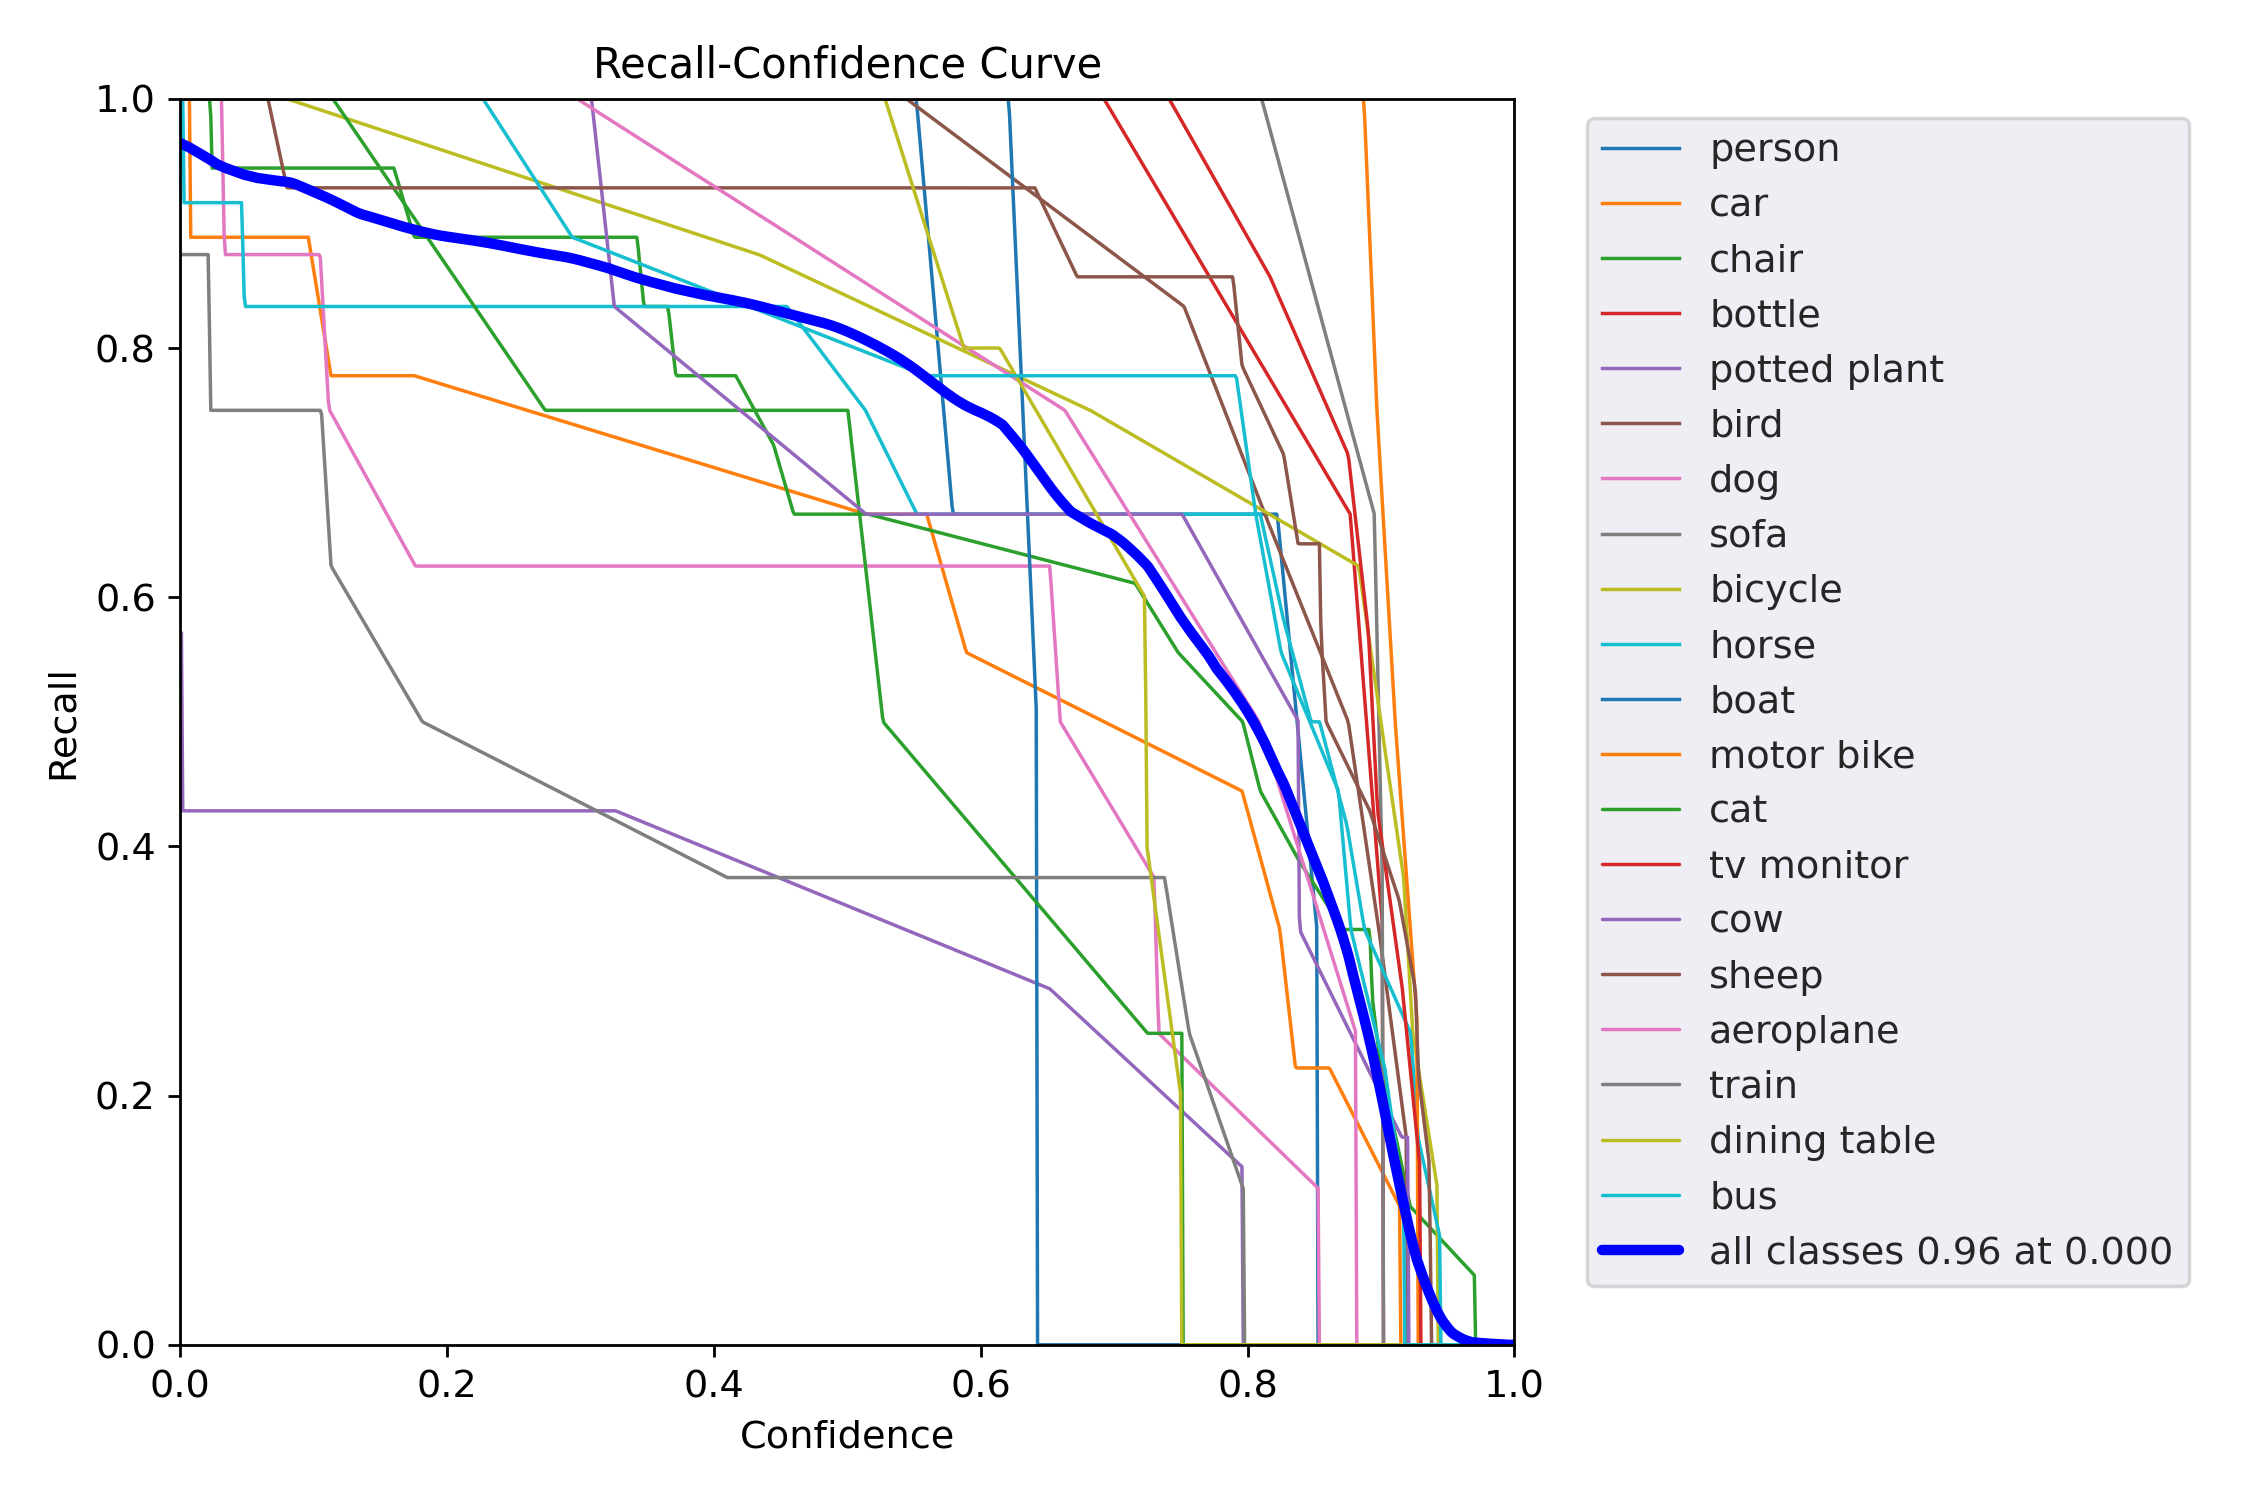 Recall-Confidence Curve
1.0
0.8
0.6
0.4
0.2
0.0
Recall
0.0 0.2 0.4 0.6 0.8 1.0
Confidence
person
car
chair
bottle
potted plant
bird
dog
sofa
bicycle
horse
boat
motor bike
cat
tv monitor
cow
sheep
aeroplane
train
dining table
bus
all classes 0.96 at 0.000